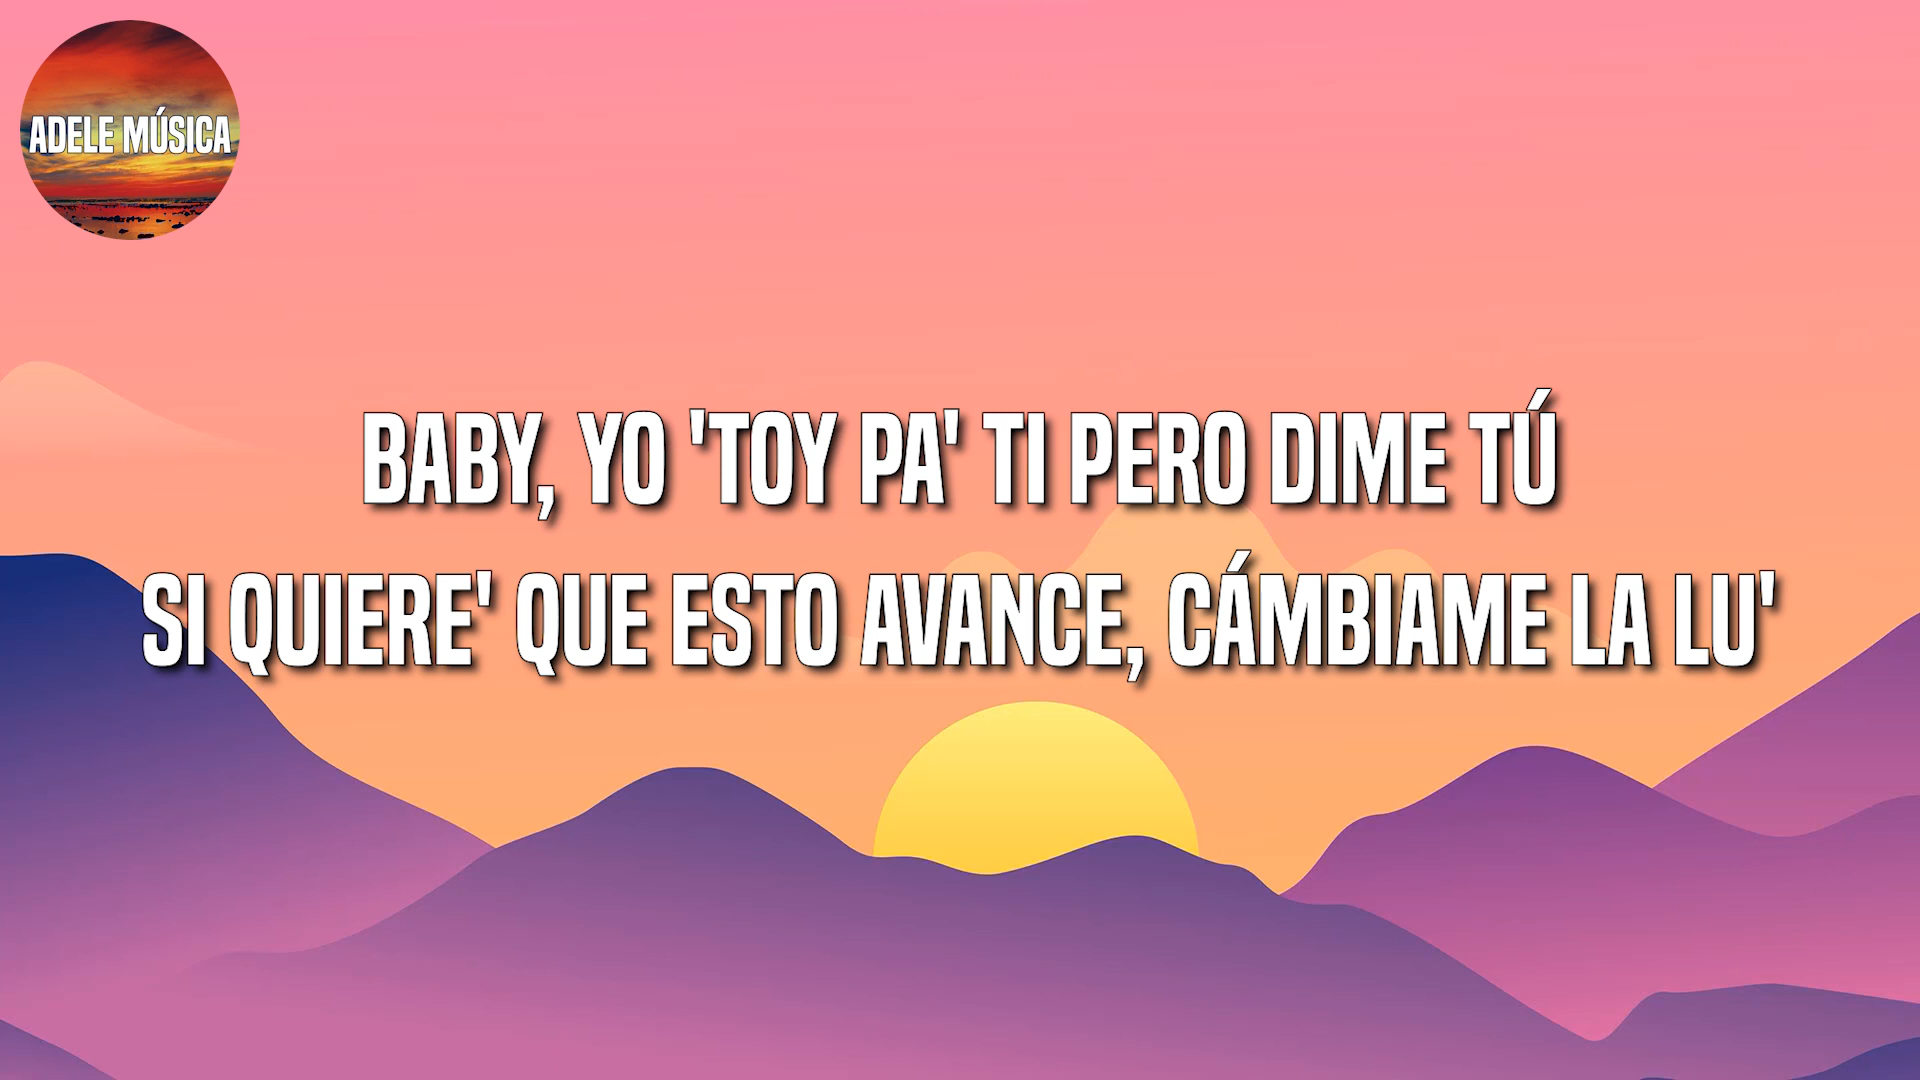 ADELE MÚSICA
BABY, YO 'TOY PA' TI PERO DIME TÚ
SI QUIERE' QUE ESTO AVANCE, CÁMBIAME LA LU'